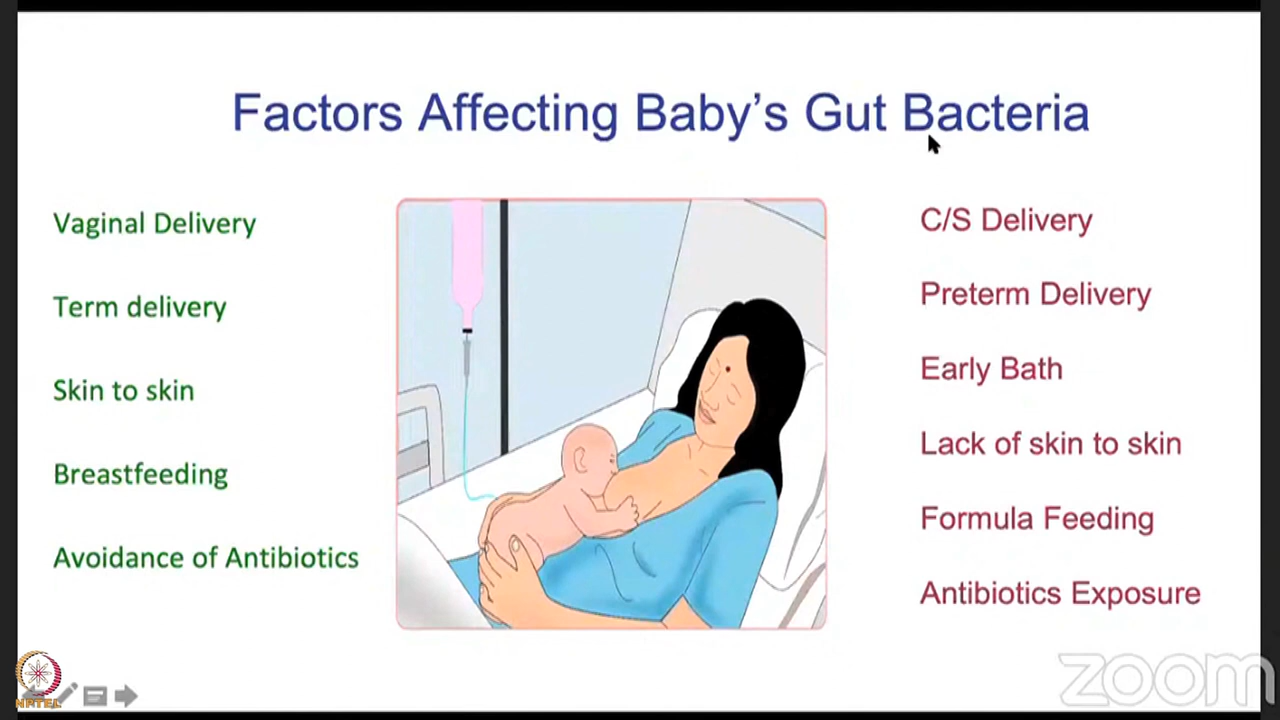 Factors Affecting Baby's Gut Bacteria
Vaginal Delivery
Term delivery
Skin to skin
Breastfeeding
Avoidance of Antibiotics
C/S Delivery
Preterm Delivery
Early Bath
Lack of skin to skin
Formula Feeding
Antibiotics Exposure
NPTEL
zoom